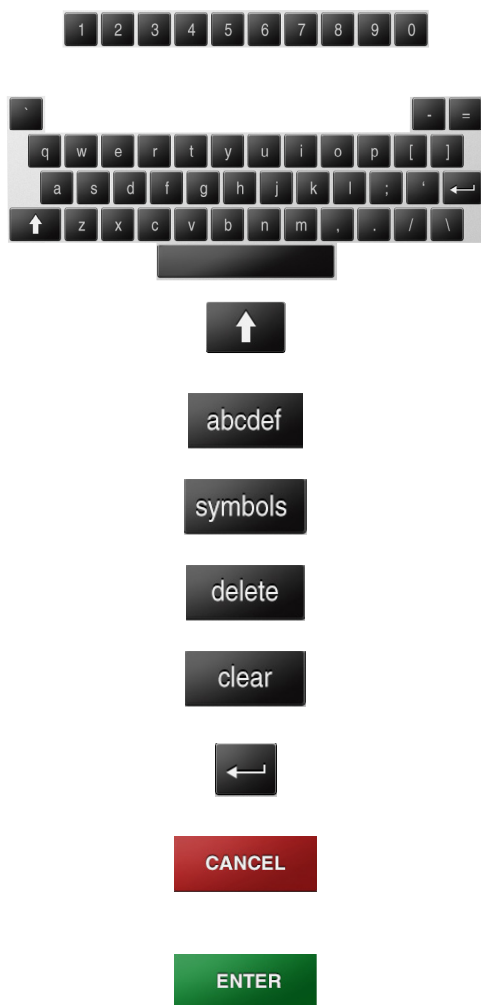 1 2 3 4 5 6 7 8 9 0
` - =
q w e r t y u i o p [ ]
a s d f g h j k l ; ‘
z x c v b n m , . / \
abcdef
symbols
delete
clear
CANCEL
ENTER